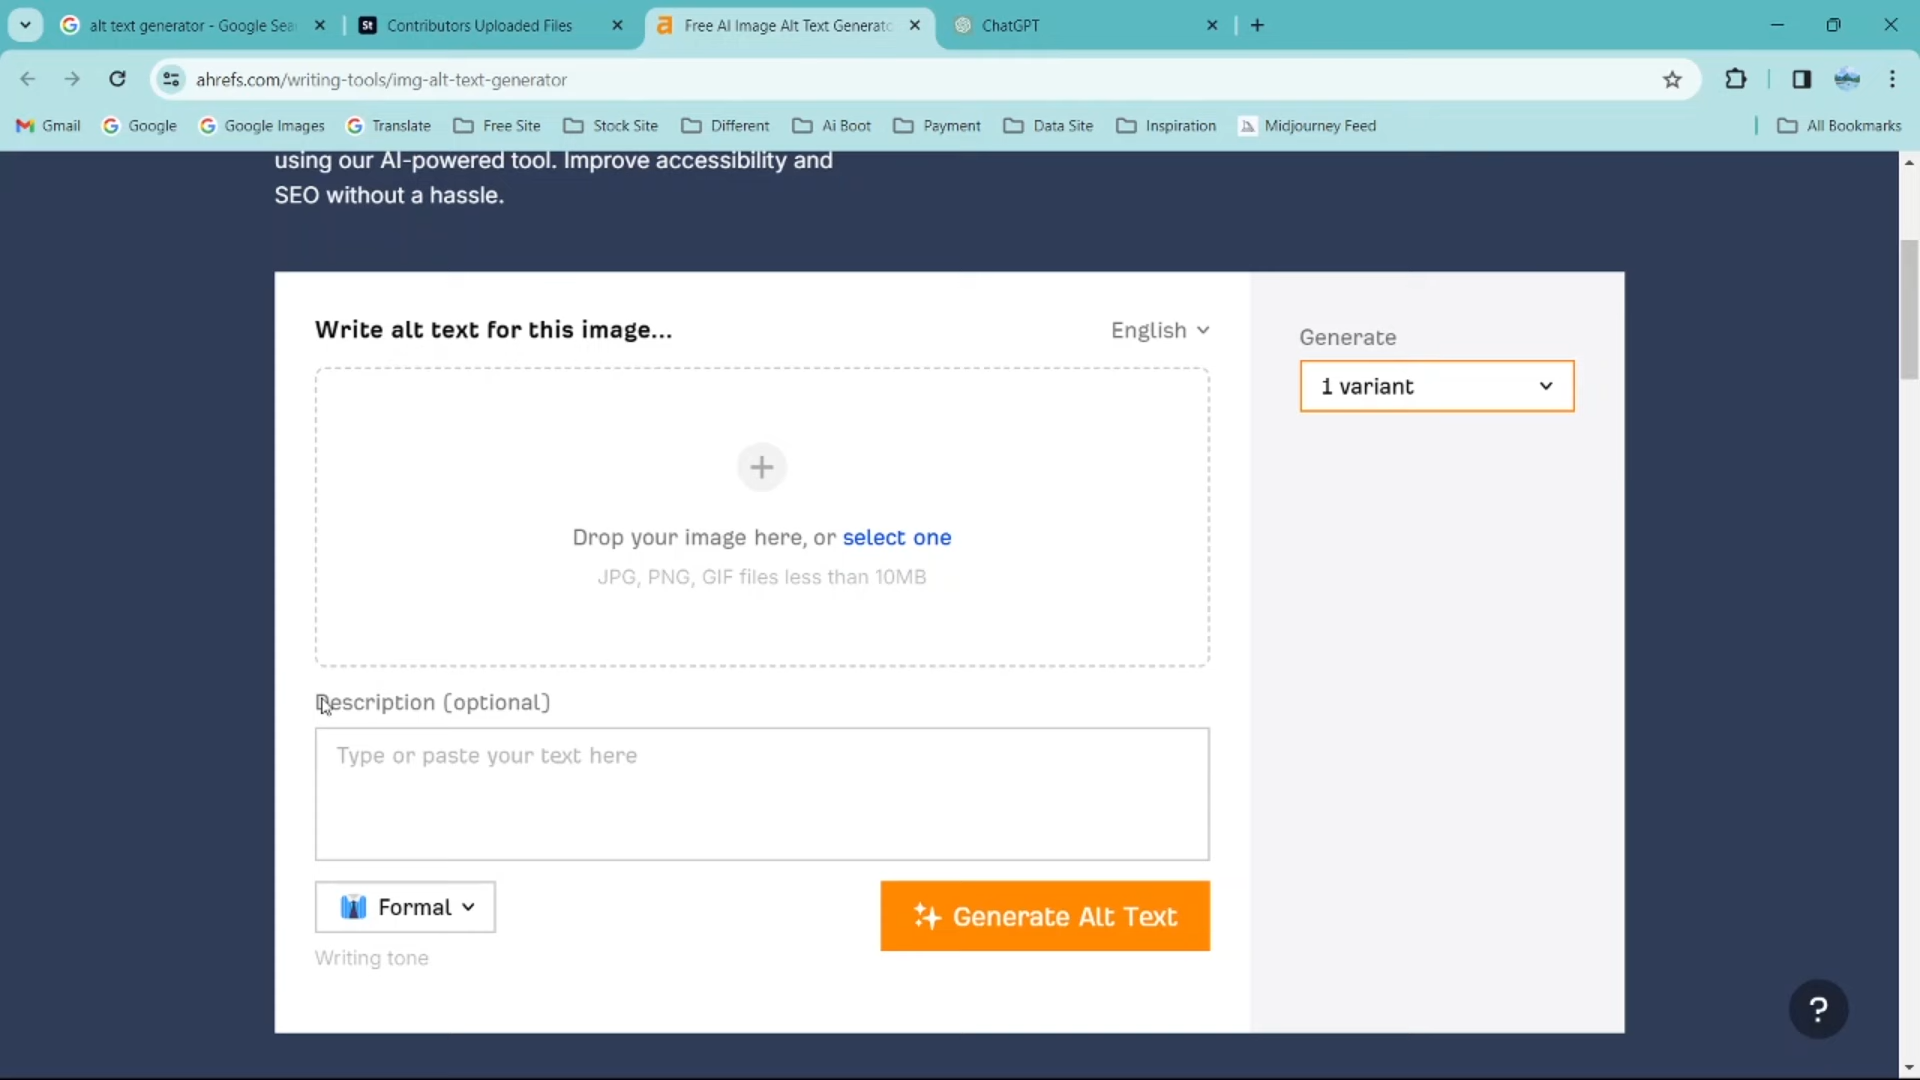 alt text generator - Google Sea
St
Contributors Uploaded Files
a
Free AI Image Alt Text Generato
ChatGPT
ahrefs.com/writing-tools/img-alt-text-generator
Gmail
Google
Google Images
Translate
Free Site
Stock Site
Different
Ai Boot
Payment
Data Site
Inspiration
Midjourney Feed
All Bookmarks
using our AI-powered tool. Improve accessibility and
SEO without a hassle.
Write alt text for this image...
English
Generate
1 variant
Drop your image here, or select one
JPG, PNG, GIF files less than 10MB
Description (optional)
Type or paste your text here
Formal
Generate Alt Text
Writing tone
?